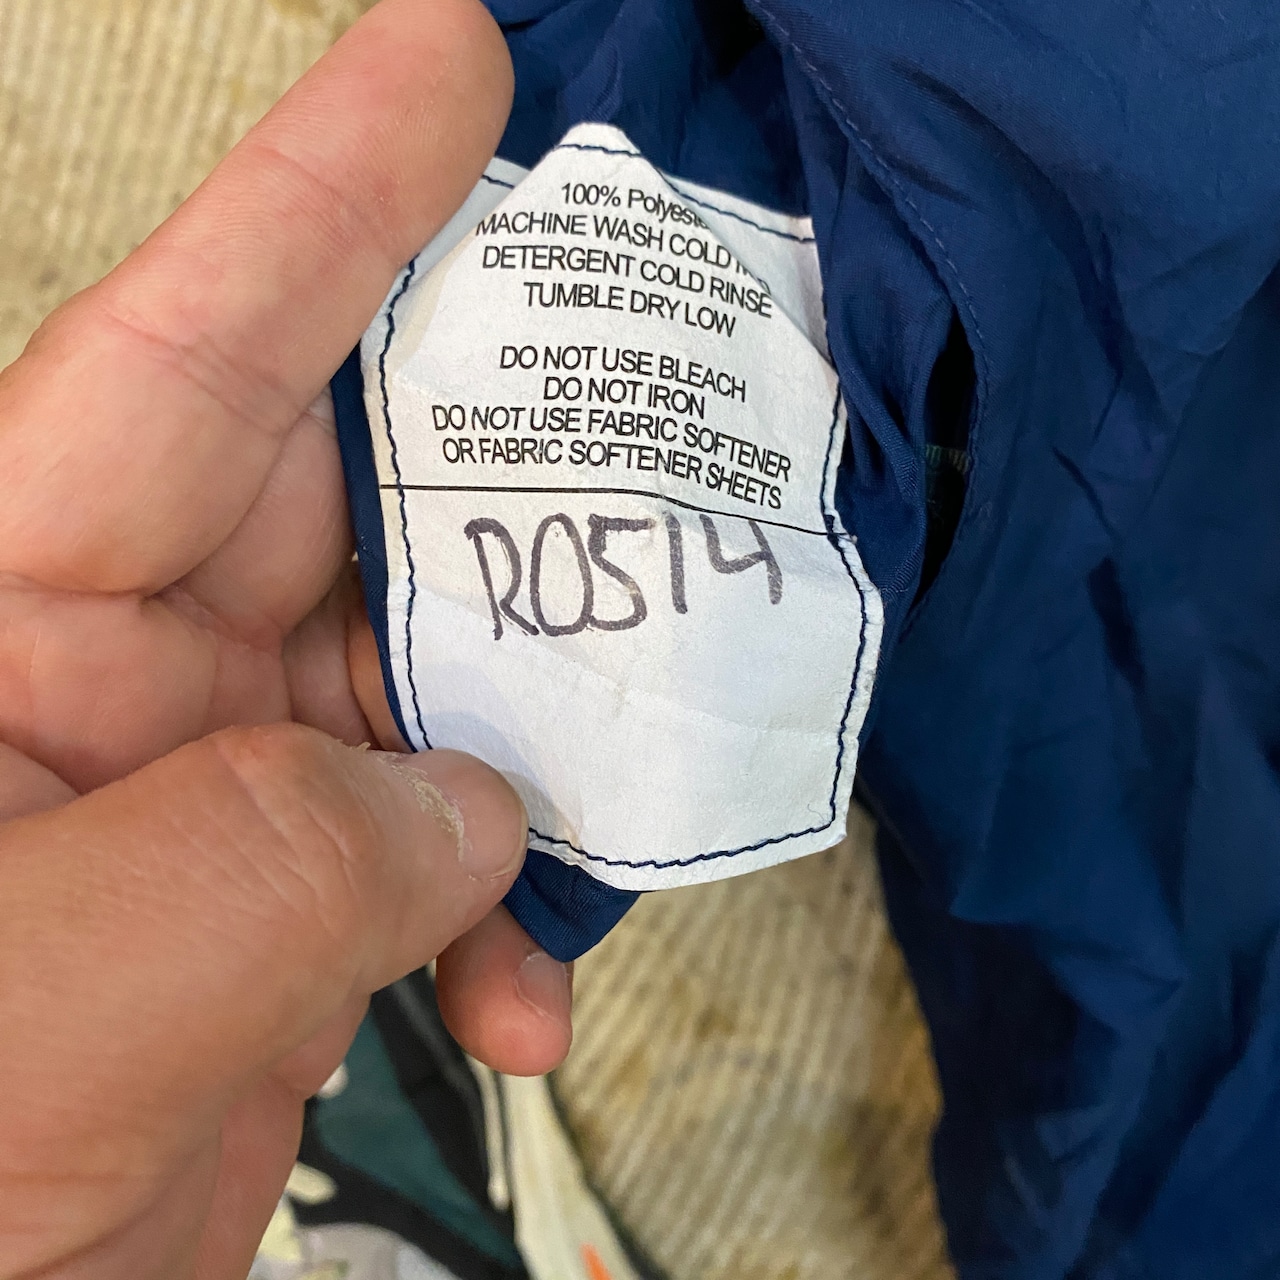 100% Polyester
MACHINE WASH COLD
DETERGENT COLD RINSE
TUMBLE DRY LOW
DO NOT USE BLEACH
DO NOT IRON
DO NOT USE FABRIC SOFTENER
OR FABRIC SOFTENER SHEETS
R0514